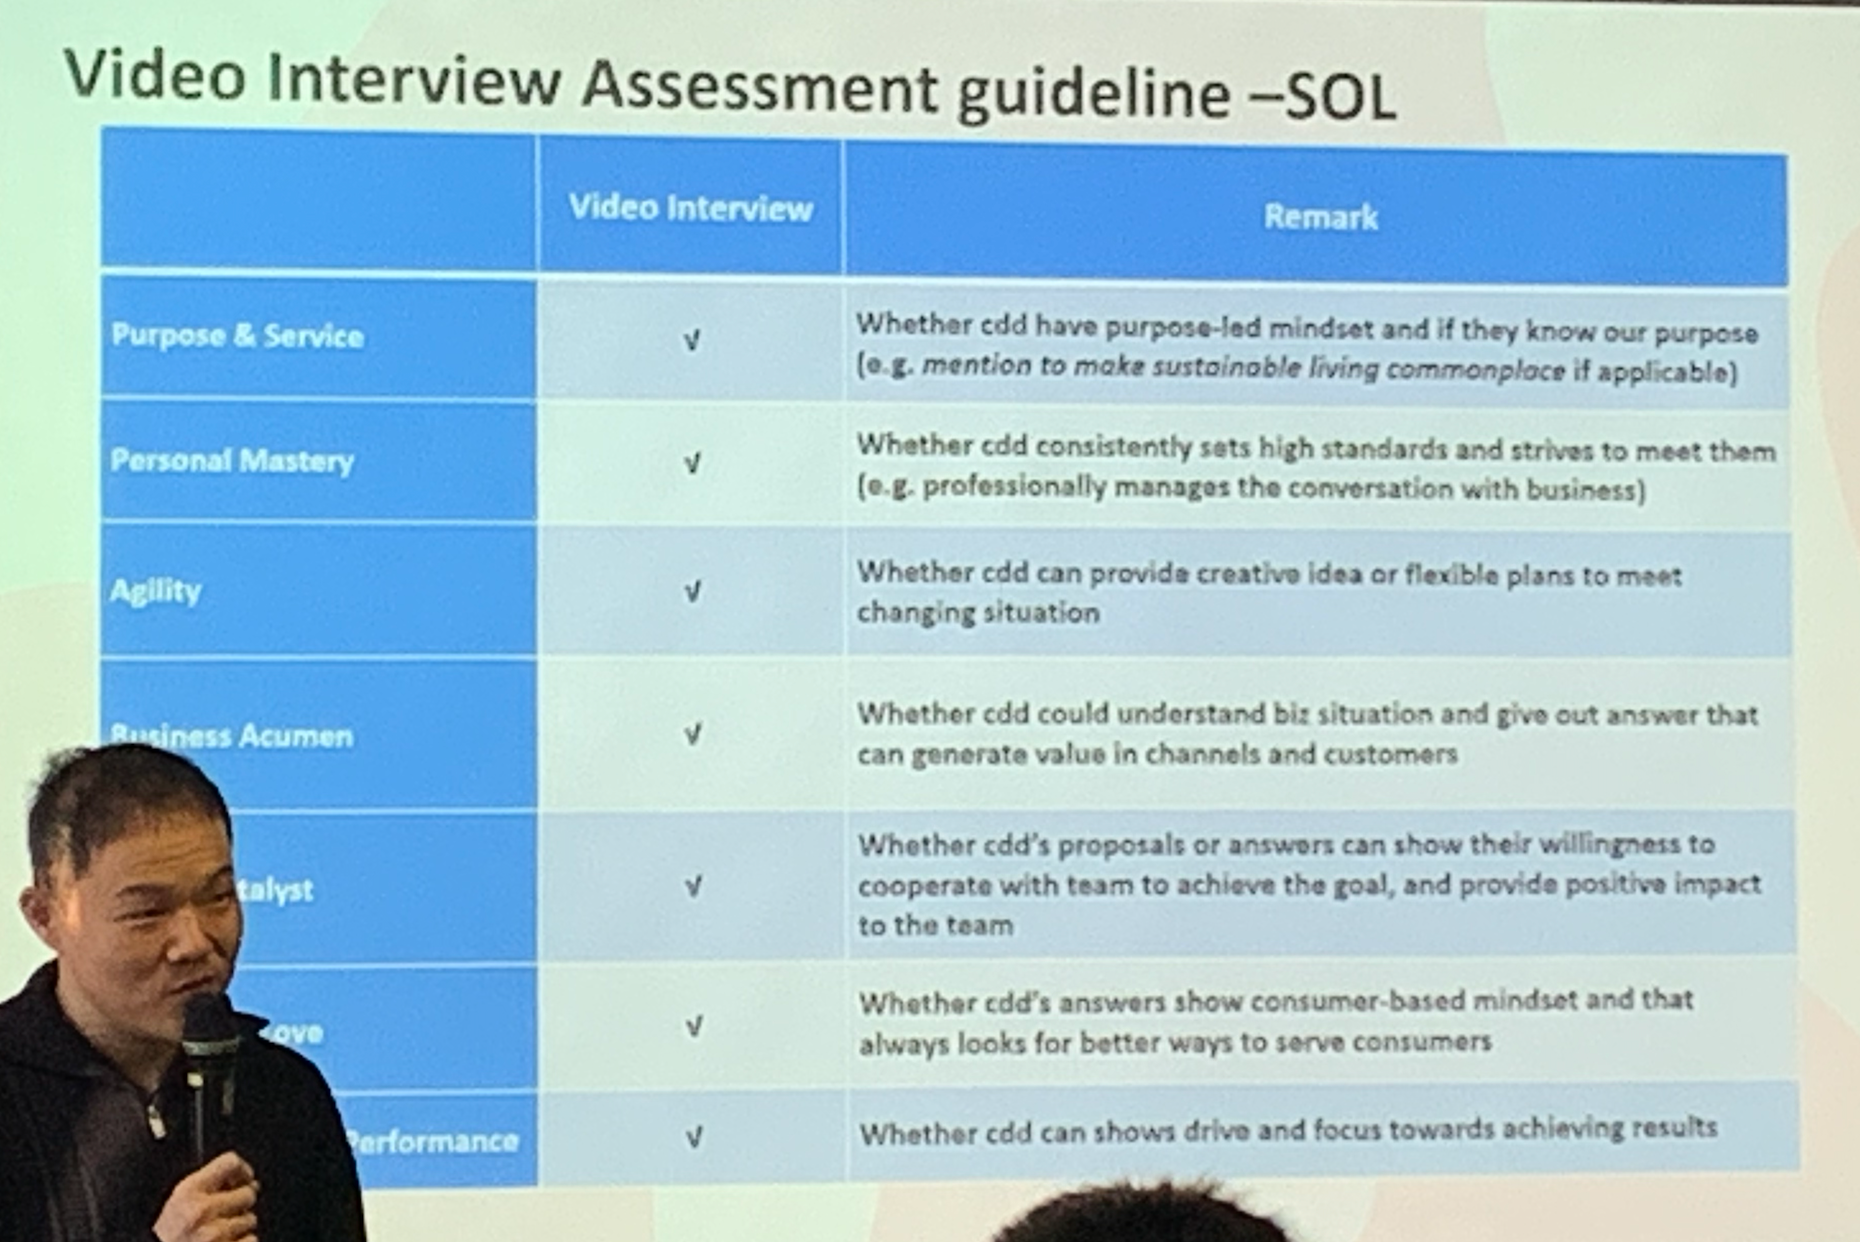 Video Interview Assessment guideline –SOL
Video Interview
Remark
Purpose & Service
√
Whether cdd have purpose-led mindset and if they know our purpose
(e.g. mention to make sustainable living commonplace if applicable)
Personal Mastery
√
Whether cdd consistently sets high standards and strives to meet them
(e.g. professionally manages the conversation with business)
Agility
√
Whether cdd can provide creative idea or flexible plans to meet
changing situation
Business Acumen
√
Whether cdd could understand biz situation and give out answer that
can generate value in channels and customers
talyst
√
Whether cdd's proposals or answers can show their willingness to
cooperate with team to achieve the goal, and provide positive impact
to the team
ove
√
Whether cdd's answers show consumer-based mindset and that
always looks for better ways to serve consumers
Performance
√
Whether cdd can shows drive and focus towards achieving results